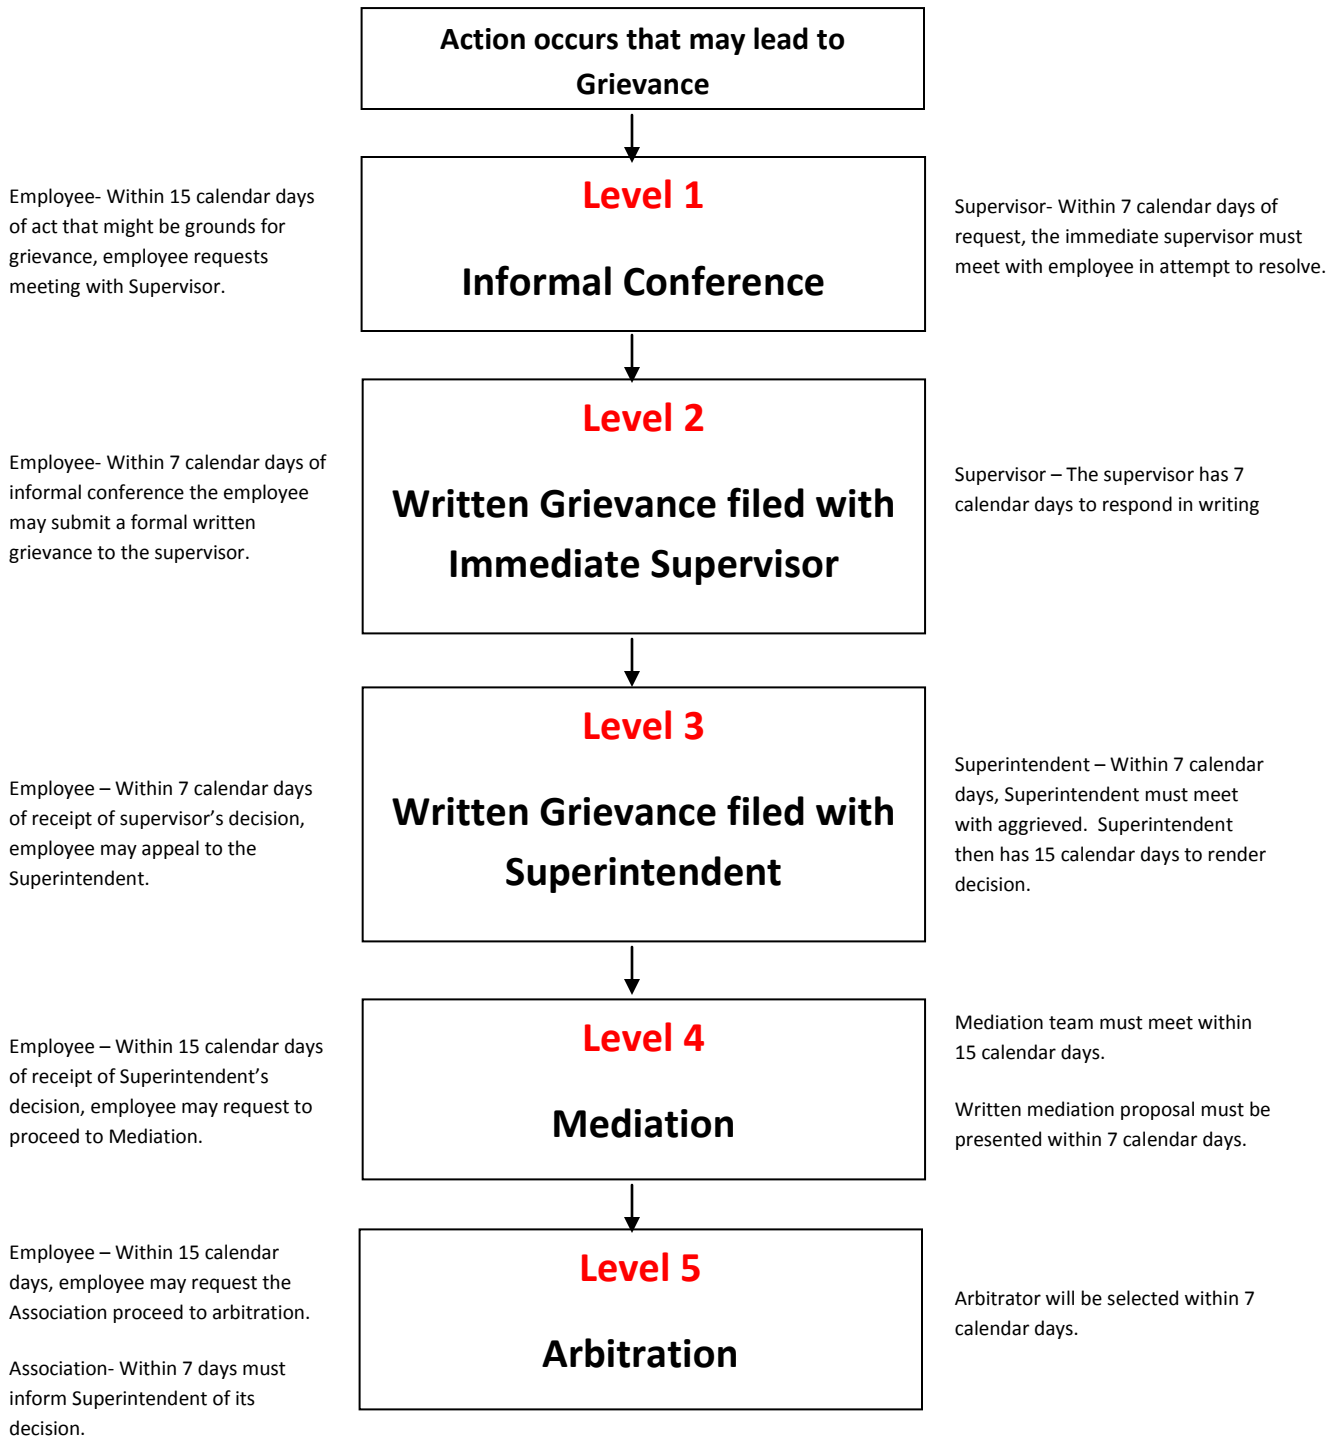 Action occurs that may lead to
Grievance
Employee- Within 15 calendar days
of act that might be grounds for
grievance, employee requests
meeting with Supervisor.
Level 1
Informal Conference
Supervisor- Within 7 calendar days of
request, the immediate supervisor must
meet with employee in attempt to resolve.
Employee- Within 7 calendar days of
informal conference the employee
may submit a formal written
grievance to the supervisor.
Level 2
Written Grievance filed with
Immediate Supervisor
Supervisor – The supervisor has 7
calendar days to respond in writing
Employee – Within 7 calendar days
of receipt of supervisor’s decision,
employee may appeal to the
Superintendent.
Level 3
Written Grievance filed with
Superintendent
Superintendent – Within 7 calendar
days, Superintendent must meet
with aggrieved.  Superintendent
then has 15 calendar days to render
decision.
Employee – Within 15 calendar days
of receipt of Superintendent’s
decision, employee may request to
proceed to Mediation.
Level 4
Mediation
Mediation team must meet within
15 calendar days.
Written mediation proposal must be
presented within 7 calendar days.
Employee – Within 15 calendar
days, employee may request the
Association proceed to arbitration.
Association- Within 7 days must
inform Superintendent of its
decision.
Level 5
Arbitration
Arbitrator will be selected within 7
calendar days.